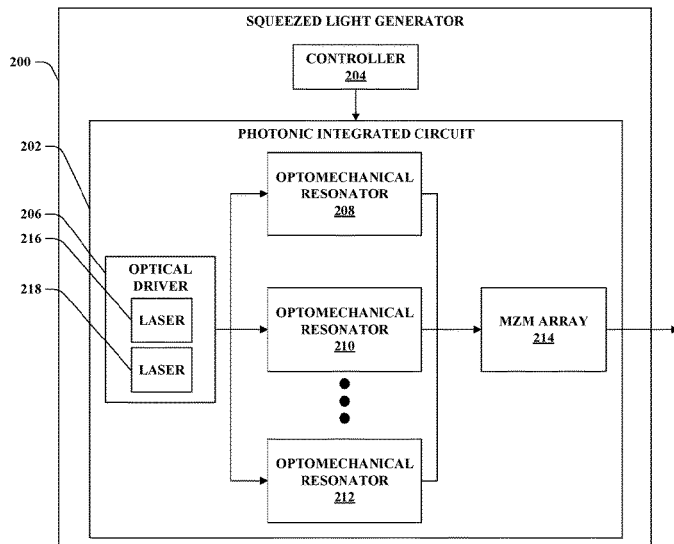 SQUEEZED LIGHT GENERATOR
200
CONTROLLER
204
202
PHOTONIC INTEGRATED CIRCUIT
206
216
218
OPTOMECHANICAL
RESONATOR
208
OPTICAL
DRIVER
LASER
LASER
OPTOMECHANICAL
RESONATOR
210
MZM ARRAY
214
OPTOMECHANICAL
RESONATOR
212